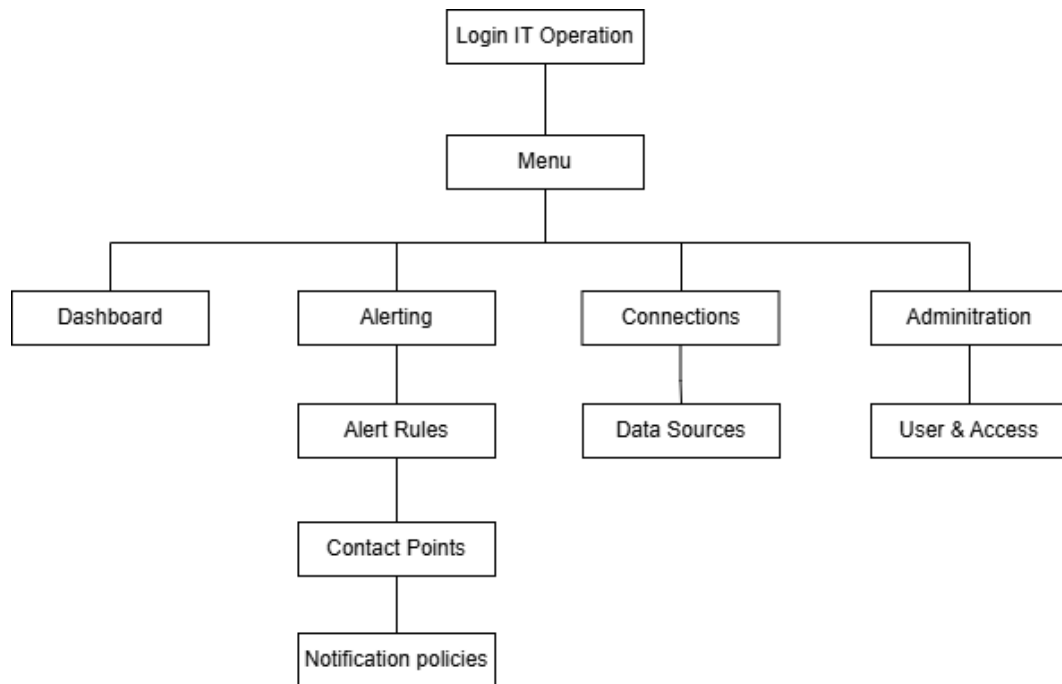 Login IT Operation
Menu
Dashboard
Alerting
Connections
Adminitration
Alert Rules
Data Sources
User & Access
Contact Points
Notification policies